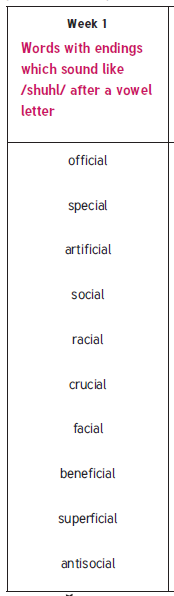 Week 1
Words with endings
which sound like
/shuhl/ after a vowel
letter
official
special
artificial
social
racial
crucial
facial
beneficial
superficial
antisocial